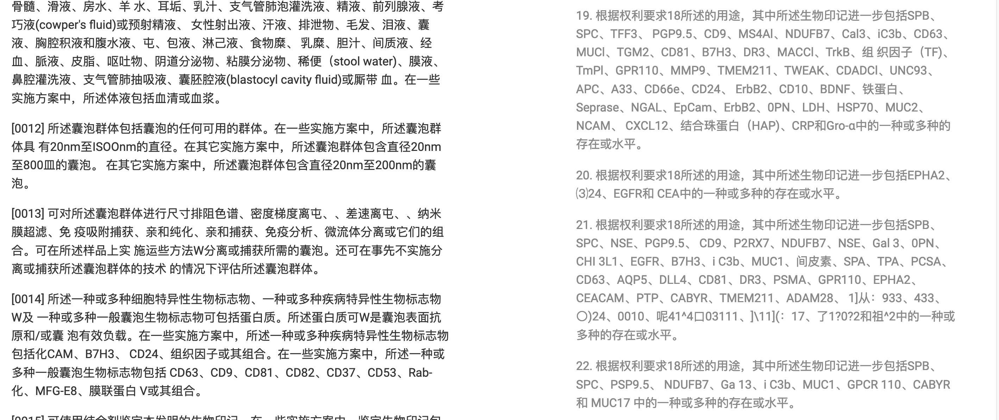 骨髓、滑液、房水、羊 水、耳垢、乳汁、支气管肺泡灌洗液、精液、前列腺液、考
巧液(cowper's fluid)或预射精液、 女性射出液、汗液、排泄物、毛发、泪液、囊
液、胸腔积液和腹水液、屯、包液、淋己液、食物糜、 乳糜、胆汁、间质液、经
血、脈液、皮脂、呕吐物、阴道分泌物、粘膜分泌物、稀便（stool water)、膜液、
鼻腔灌洗液、支气管肺抽吸液、囊胚腔液(blastocyl cavity fluid)或厮带 血。在一些
实施方案中，所述体液包括血清或血浆。
[0012] 所述囊泡群体包括囊泡的任何可用的群体。在一些实施方案中，所述囊泡群
体具 有20nm至ISOOnm的直径。在其它实施方案中，所述囊泡群体包含直径20nm
至800皿的囊泡。 在其它实施方案中，所述囊泡群体包含直径20nm至200nm的囊
泡。
[0013] 可对所述囊泡群体进行尺寸排阻色谱、密度梯度离屯、、差速离屯、、纳米
膜超滤、免 疫吸附捕获、亲和纯化、亲和捕获、免疫分析、微流体分离或它们的组
合。可在所述样品上实 施运些方法W分离或捕获所需的囊泡。还可在事先不实施分
离或捕获所述囊泡群体的技术 的情况下评估所述囊泡群体。
[0014] 所述一种或多种细胞特异性生物标志物、一种或多种疾病特异性生物标志物
W及 一种或多种一般囊泡生物标志物可包括蛋白质。所述蛋白质可W是囊泡表面抗
原和/或囊 泡有效负载。在一些实施方案中，所述一种或多种疾病特异性生物标志物
包括化CAM、B7H3、 CD24、组织因子或其组合。在一些实施方案中，所述一种或
多种一般囊泡生物标志物包括 CD63、CD9、CD81、CD82、CD37、CD53、Rab-
化、MFG-E8、膜联蛋白 V或其组合。
[0015] 可使用结合剂鉴定本发明的生物印记。在一些实施方案中，鉴定生物印记包
19. 根据权利要求18所述的用途，其中所述生物印记进一步包括SPB、
SPC、TFF3、 PGP9.5、CD9、MS4Al、NDUFB7、Cal3、iC3b、CD63、
MUCl、TGM2、CD81、B7H3、DR3、MACCl、TrkB、组 织因子（TF)、
TmPl、GPR110、MMP9、TMEM211、TWEAK、CDADCl、UNC93、
APC、A33、CD66e、CD24、 ErbB2、CD10、BDNF、铁蛋白、
Seprase、NGAL、EpCam、ErbB2、0PN、LDH、HSP70、MUC2、
NCAM、 CXCL12、结合珠蛋白（HAP)、CRP和Gro-α中的一种或多种的
存在或水平。
20. 根据权利要求18所述的用途，其中所述生物印记进一步包括EPHA2、
⑶24、EGFR和 CEA中的一种或多种的存在或水平。
21. 根据权利要求18所述的用途，其中所述生物印记进一步包括SPB、
SPC、NSE、PGP9.5、 CD9、P2RX7、NDUFB7、NSE、Gal 3、0PN、
CHI 3L1、EGFR、B7H3、i C3b、MUC1、间皮素、SPA、TPA、PCSA、
CD63、AQP5、DLL4、CD81、DR3、PSMA、GPR110、EPHA2、
CEACAM、PTP、CABYR、TMEM211、ADAM28、 1]从：933、433、
〇)24、0010、呢41^4口03111、]\11](：17、了1?0?2和祖^2中的一种或
多种的存在或水平。
22. 根据权利要求18所述的用途，其中所述生物印记进一步包括SPB、
SPC、PSP9.5、 NDUFB7、Ga 13、i C3b、MUC1、GPCR 110、CABYR
和 MUC17 中的一种或多种的存在或水平。